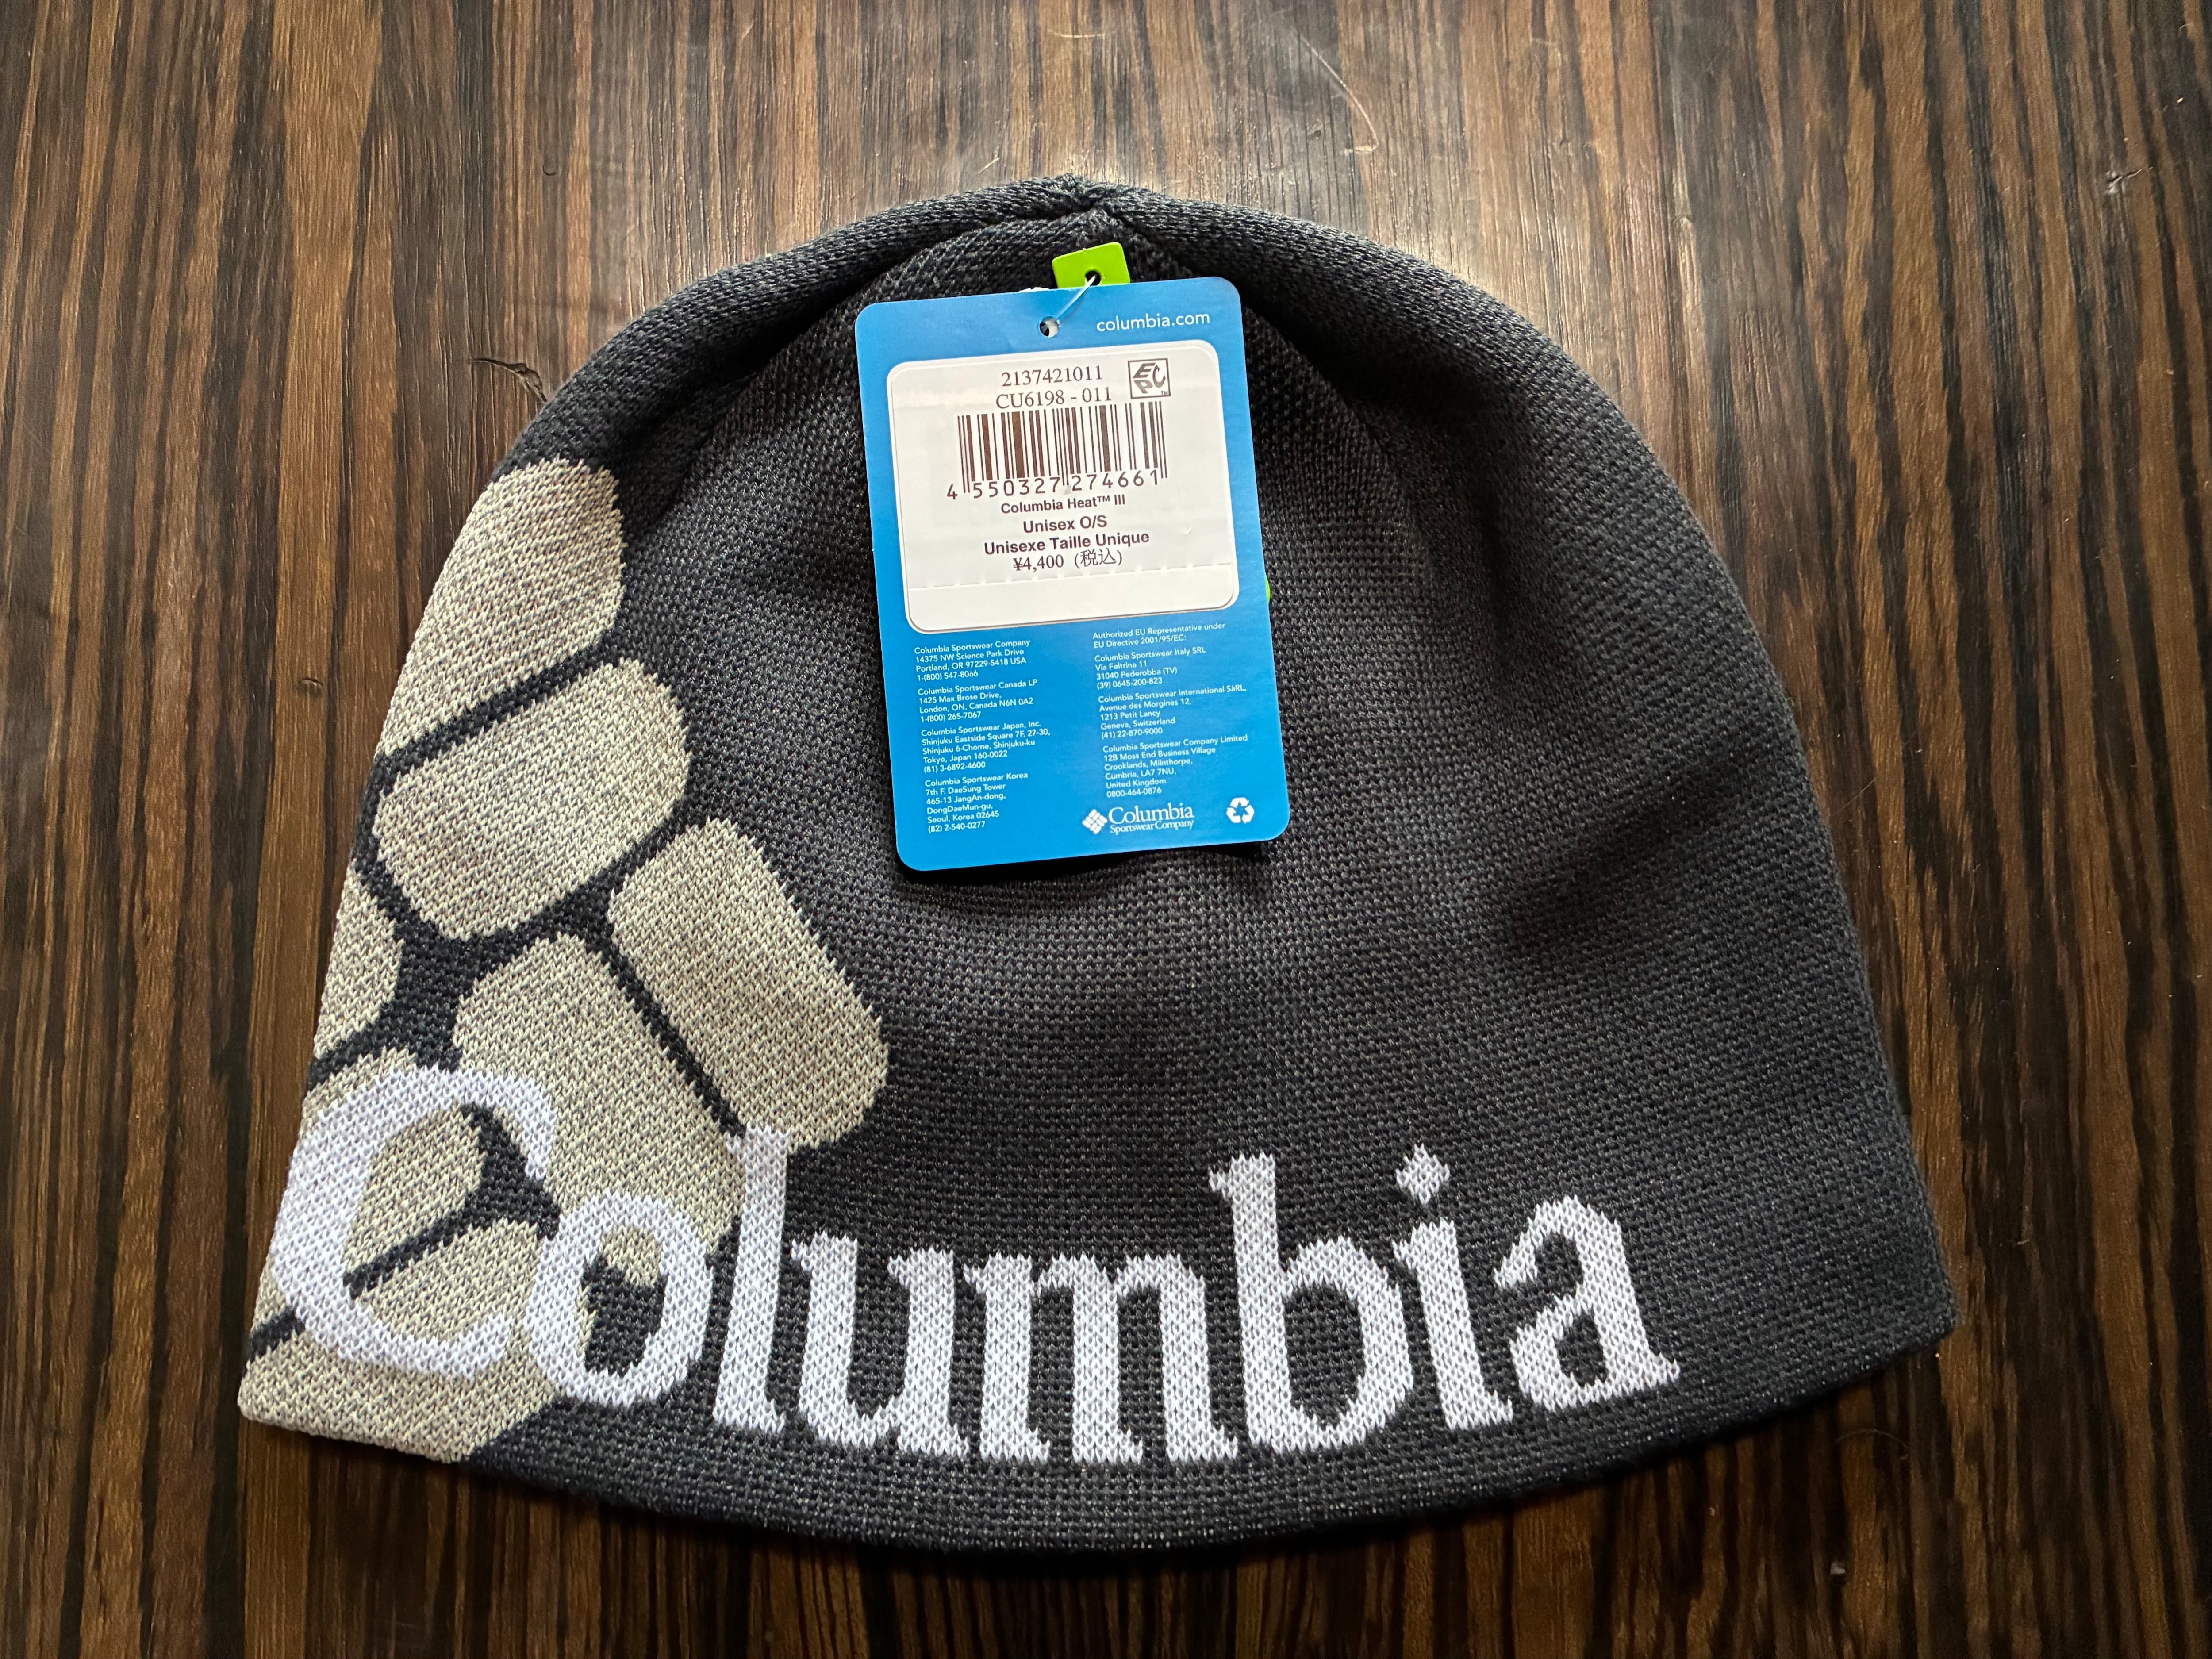 columbia.com
2137421011
CU6198 - 011
EPC
4 550327 274661
Columbia Heat™ III
Unisex O/S
Unisexe Taille Unique
¥4,400 (税込)
Columbia Sportswear Company
14375 NW Science Park Drive
Portland, OR 97229-5418 USA
1-(800) 547-8066
Columbia Sportswear Canada LP
1425 Max Brose Drive,
London, ON, Canada N6N 0A2
1-(800) 265-7067
Columbia Sportswear Japan, Inc.
Shinjuku Eastside Square 7F, 27-30,
Shinjuku 6-Chome, Shinjuku-ku
Tokyo, Japan 160-0022
(81) 3-6892-4600
Columbia Sportswear Korea
7th F. DaeSung Tower
465-13 JangAn-dong,
DongDaeMun-gu,
Seoul, Korea 02645
(82) 2-540-0277
Authorized EU Representative under
EU Directive 2001/95/EC:
Columbia Sportswear Italy SRL
Via Feltrina 11
31040 Pederobba (TV)
(39) 0645-200-823
Columbia Sportswear International SàRL,
Avenue des Morgines 12,
1213 Petit Lancy
Geneva, Switzerland
(41) 22-870-9000
Columbia Sportswear Company Limited
12B Moss End Business Village
Crooklands, Milnthorpe,
Cumbria, LA7 7NU,
United Kingdom
0800-464-0876
Columbia
Sportswear Company
Columbia